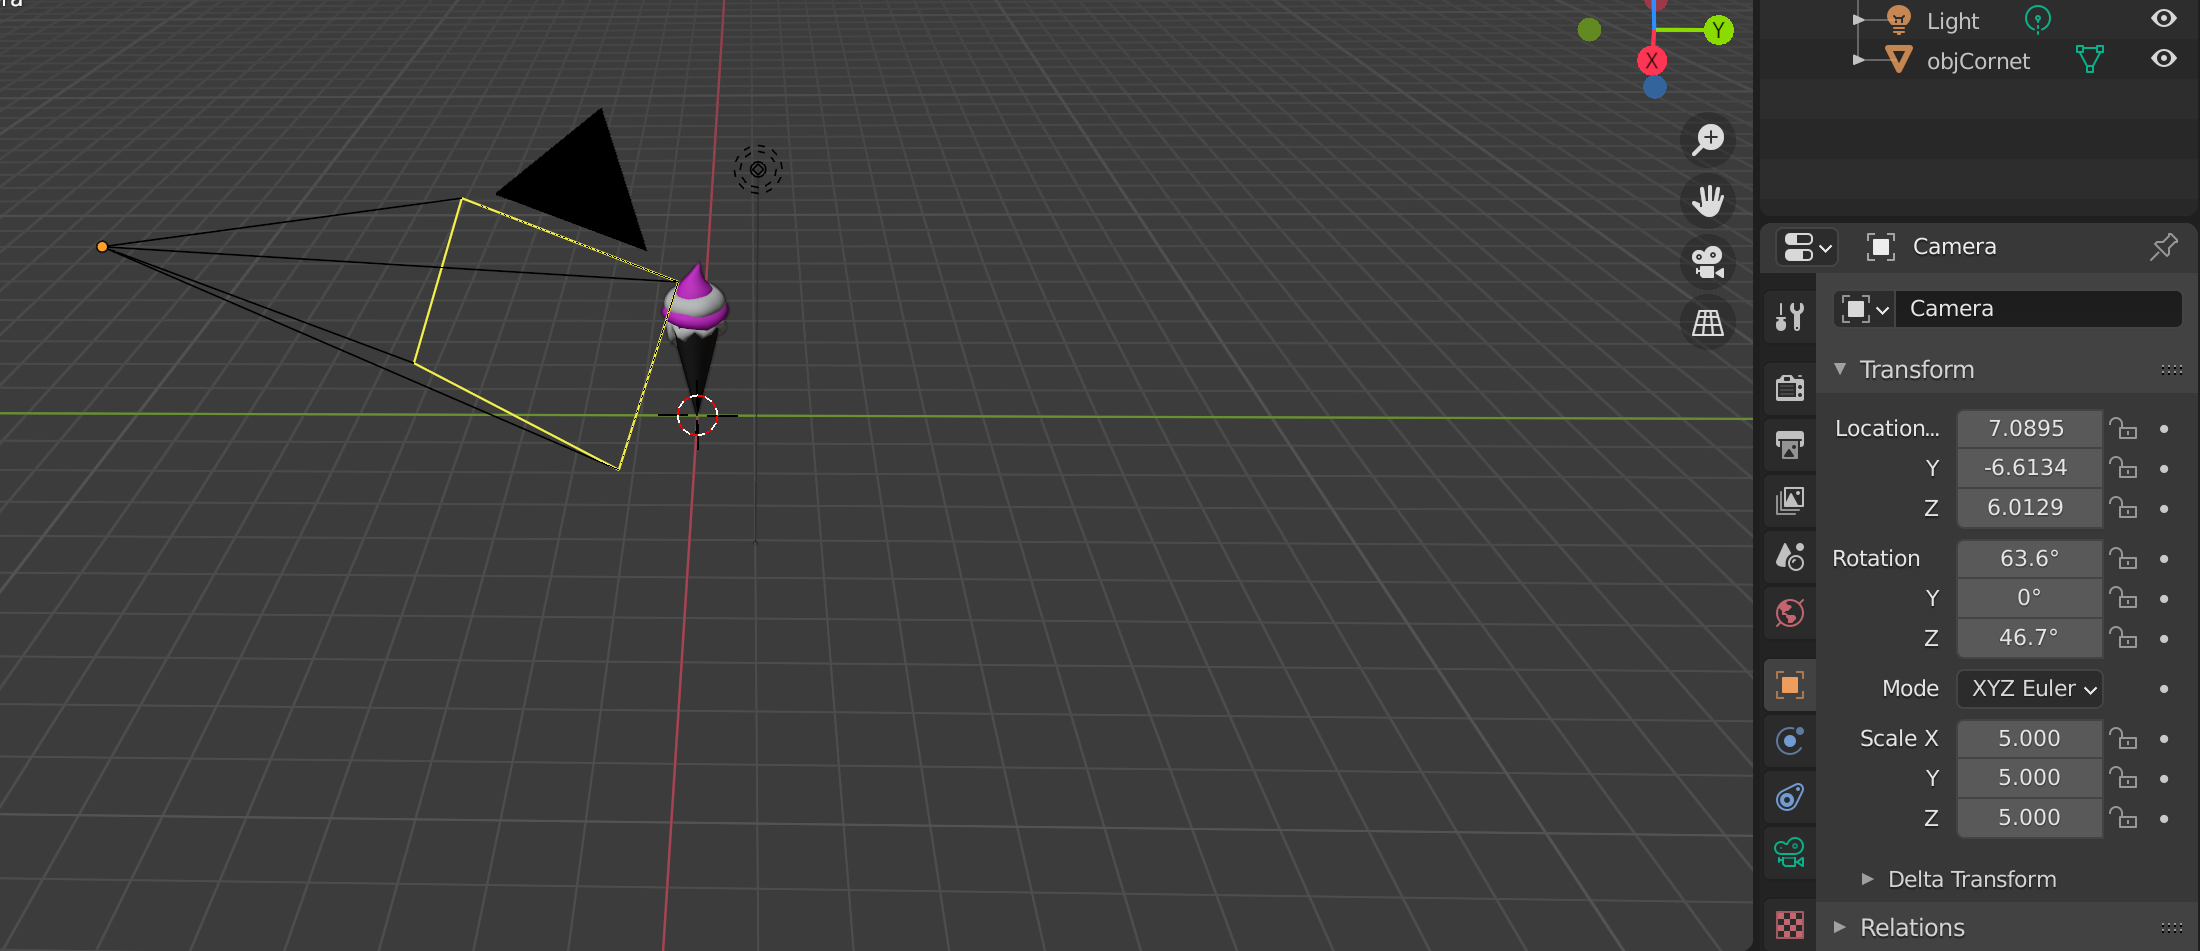 ra
Y
X
Light
objCornet
Camera
Camera
Transform
Location... 7.0895
Y -6.6134
Z 6.0129
Rotation 63.6°
Y 0°
Z 46.7°
Mode XYZ Euler
Scale X 5.000
Y 5.000
Z 5.000
Delta Transform
Relations